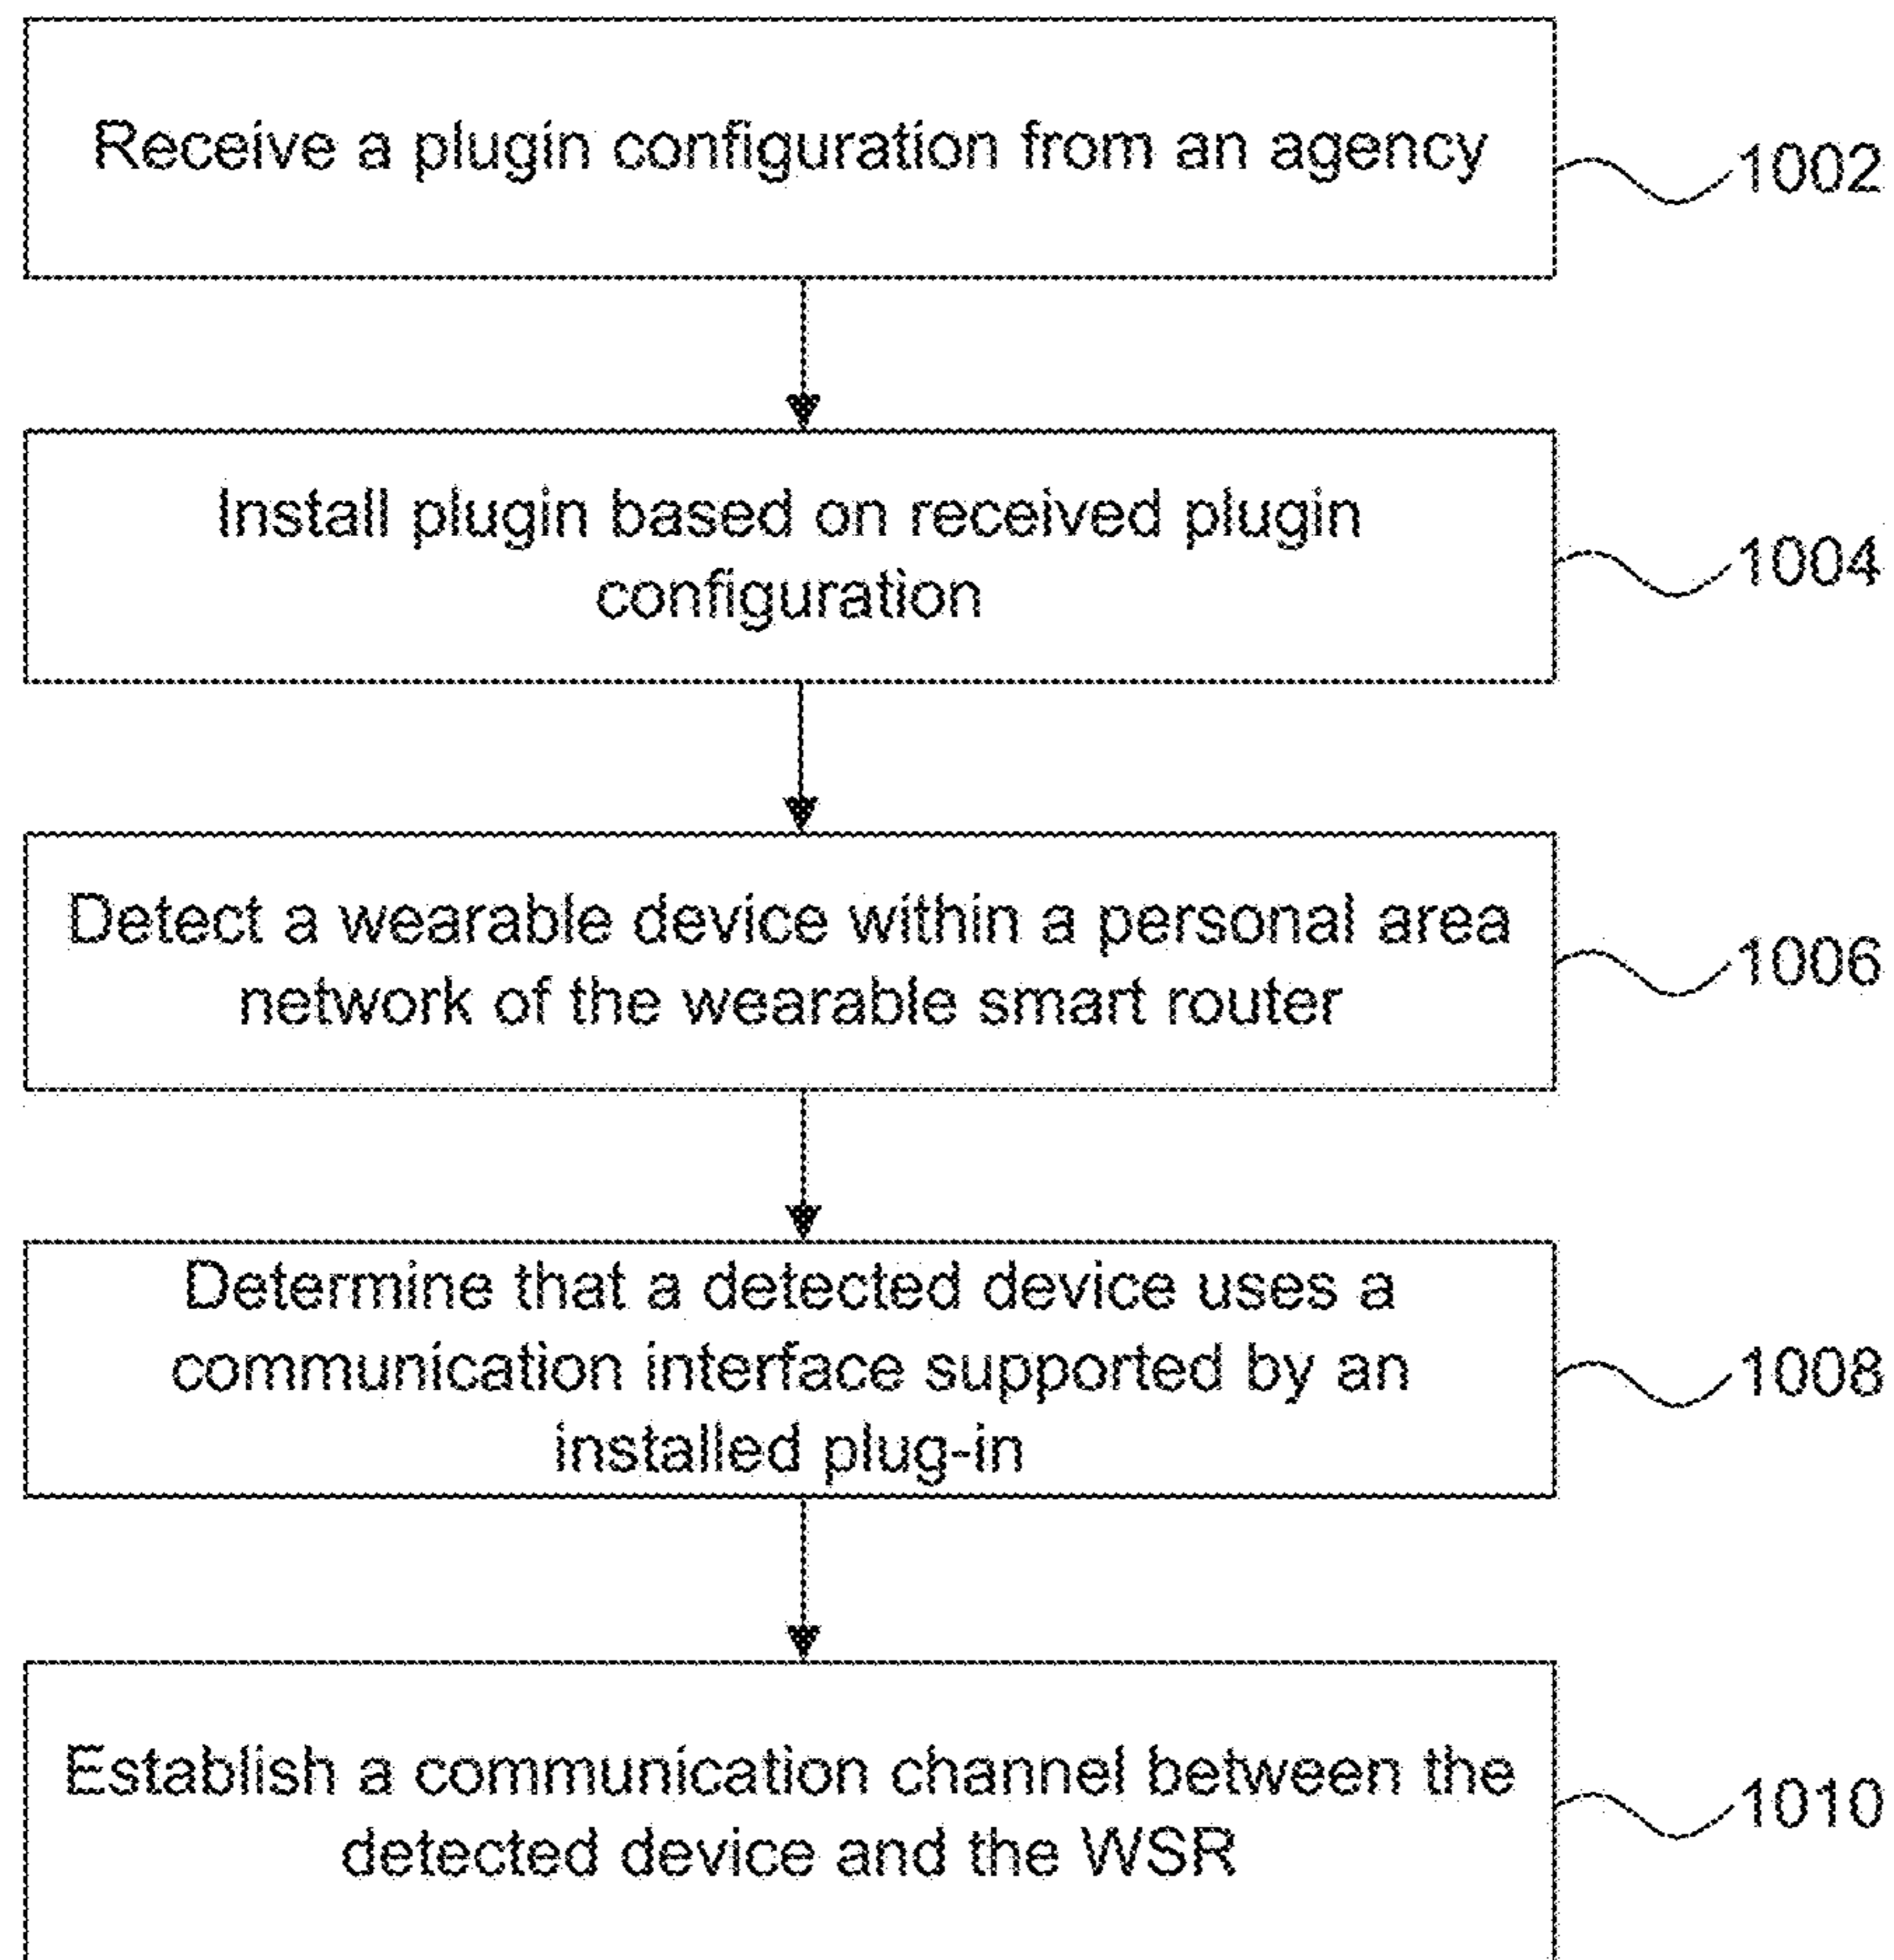 Receive a plugin configuration from an agency
1002
Install plugin based on received plugin
configuration
1004
Detect a wearable device within a personal area
network of the wearable smart router
1006
Determine that a detected device uses a
communication interface supported by an
installed plug-in
1008
Establish a communication channel between the
detected device and the WSR
1010